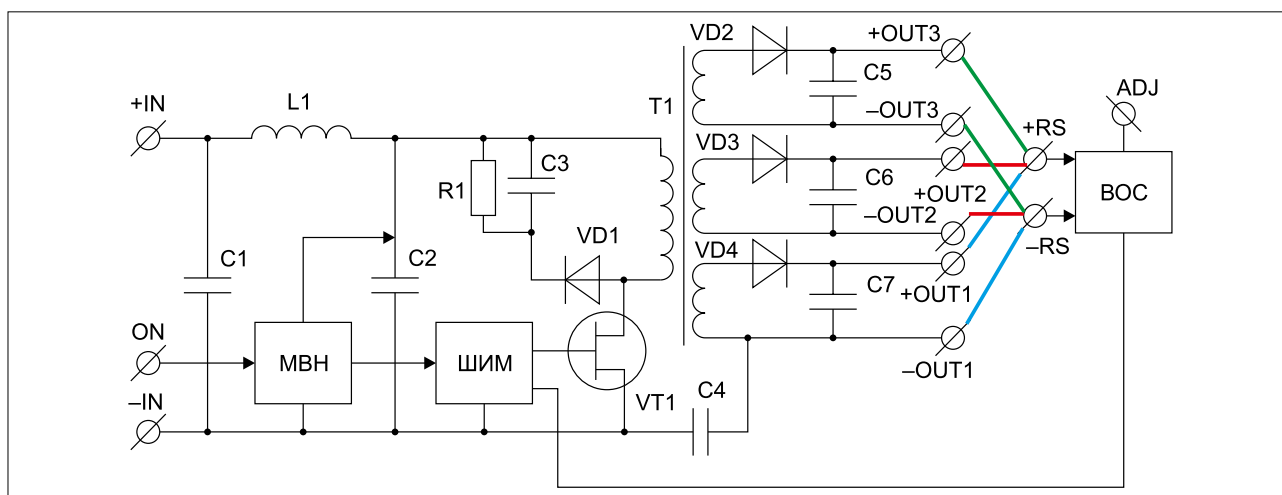 VD2
+OUT3
C5
ADJ
+IN
L1
T1
–OUT3
+RS
VD3
C3
R1
C6
+OUT2
BOC
–OUT2
VD1
–RS
C1
C2
VD4
C7
+OUT1
ON
МВН
ШИМ
–OUT1
C4
VT1
–IN